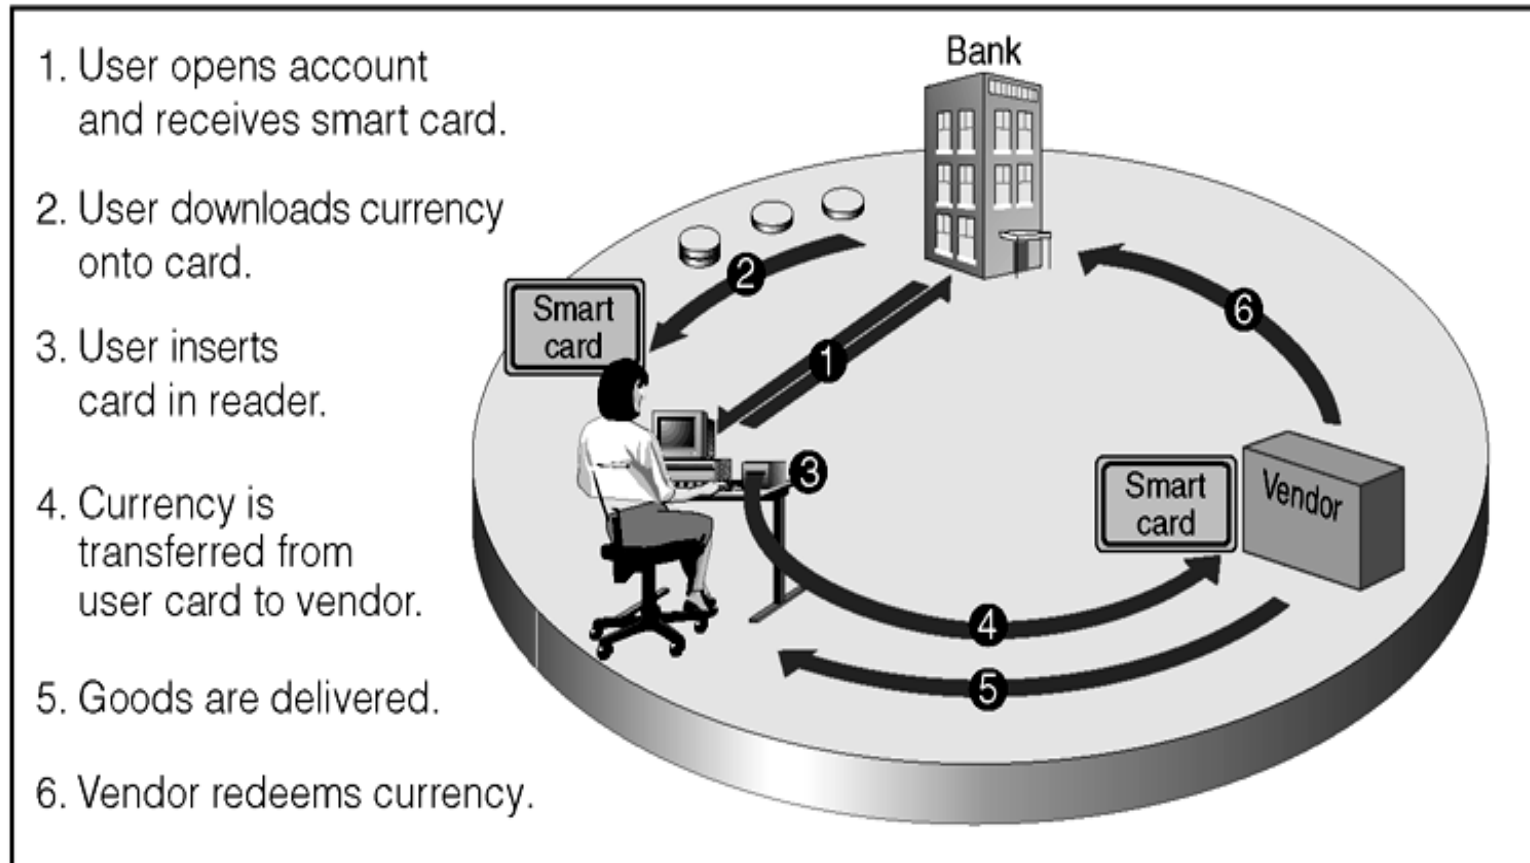 1. User opens account
and receives smart card.
2. User downloads currency
onto card.
3. User inserts
card in reader.
4. Currency is
transferred from
user card to vendor.
5. Goods are delivered.
6. Vendor redeems currency.
Bank
2
Smart
card
1
6
3
Smart
card
Vendor
4
5